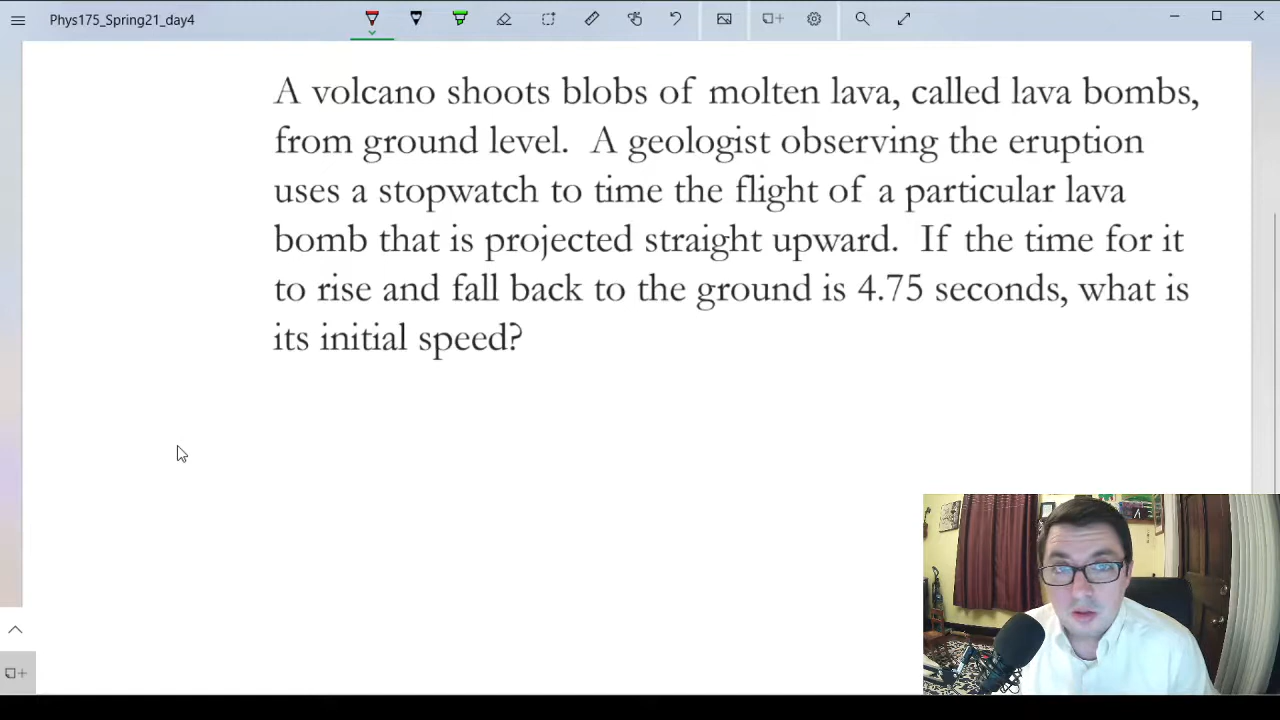 Phys175_Spring21_day4
A volcano shoots blobs of molten lava, called lava bombs,
from ground level. A geologist observing the eruption
uses a stopwatch to time the flight of a particular lava
bomb that is projected straight upward. If the time for it
to rise and fall back to the ground is 4.75 seconds, what is
its initial speed?